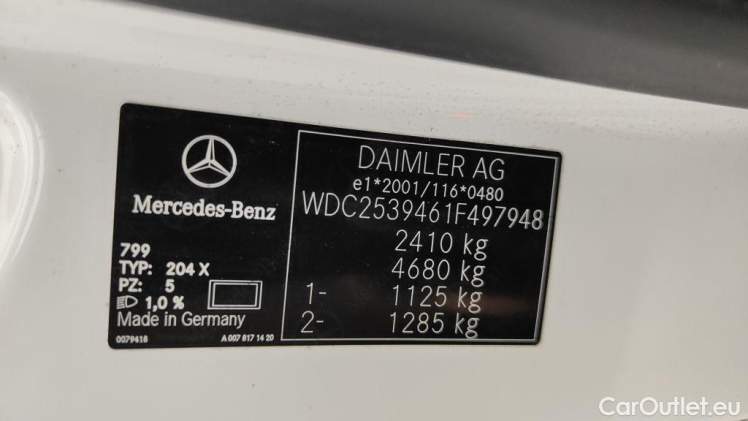 Mercedes-Benz
799
TYP: 204 X
PZ: 5
1,0 %
Made in Germany
0079418
A 007 817 14 20
DAIMLER AG
e1*2001/116*0480
WDC2539461F497948
2410 kg
4680 kg
1- 1125 kg
2- 1285 kg
CarOutlet.eu